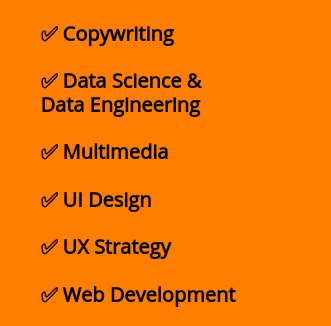 ✅ Copywriting
✅ Data Science &
Data Engineering
✅ Multimedia
✅ UI Design
✅ UX Strategy
✅ Web Development